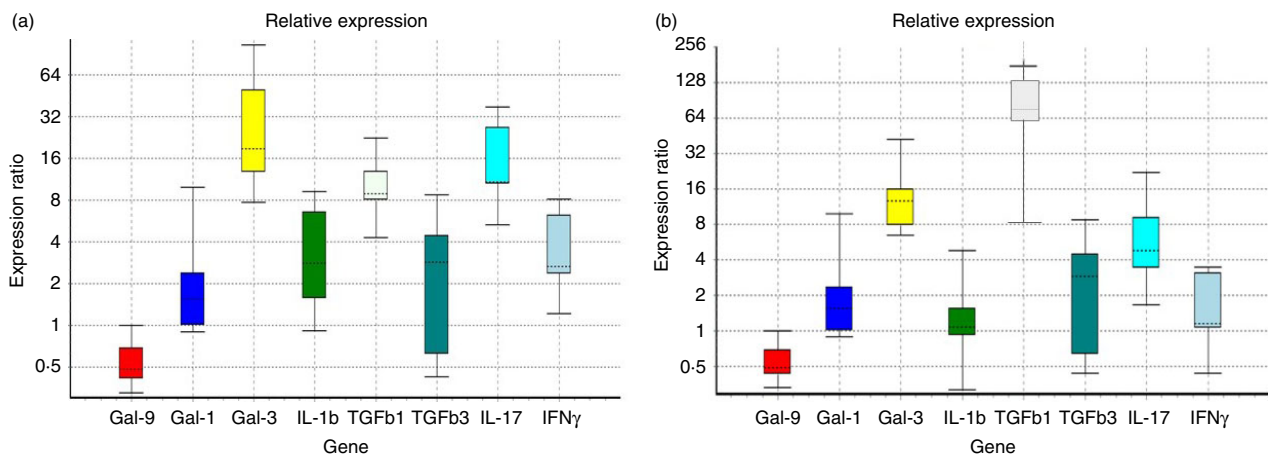 (a)
Relative expression
Expression ratio
64
32
16
8
4
2
1
0.5
Gal-9 Gal-1 Gal-3 IL-1b TGFb1 TGFb3 IL-17 IFNγ
Gene
(b)
Relative expression
Expression ratio
256
128
64
32
16
8
4
2
1
0.5
Gal-9 Gal-1 Gal-3 IL-1b TGFb1 TGFb3 IL-17 IFNγ
Gene